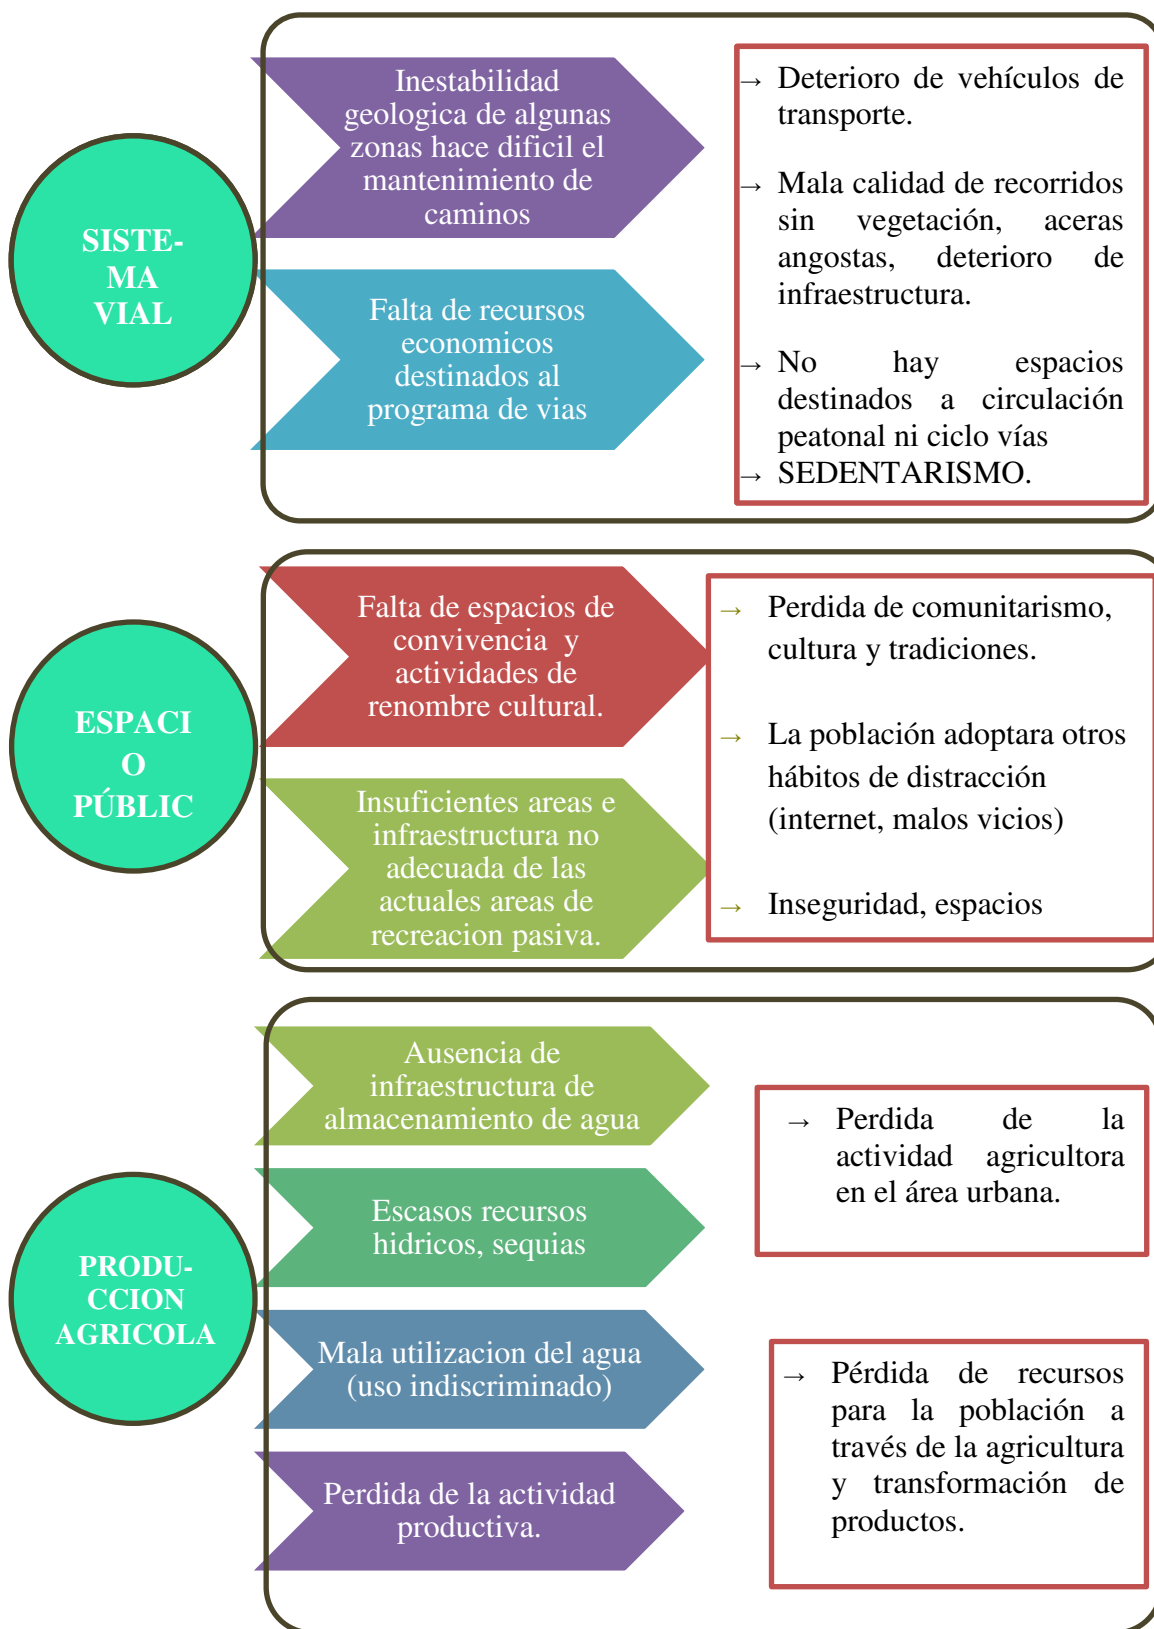 SISTE-
MA
VIAL
Inestabilidad
geologica de algunas
zonas hace dificil el
mantenimiento de
caminos
Falta de recursos
economicos
destinados al
programa de vias
→ Deterioro de vehículos de
transporte.
→ Mala calidad de recorridos
sin vegetación, aceras
angostas, deterioro de
infraestructura.
→ No hay espacios
destinados a circulación
peatonal ni ciclo vías
→ SEDENTARISMO.
ESPACI
O
PÚBLIC
Falta de espacios de
convivencia y
actividades de
renombre cultural.
Insuficientes areas e
infraestructura no
adecuada de las
actuales areas de
recreacion pasiva.
→ Perdida de comunitarismo,
cultura y tradiciones.
→ La población adoptara otros
hábitos de distracción
(internet, malos vicios)
→ Inseguridad, espacios
PRODU-
CCION
AGRICOLA
Ausencia de
infraestructura de
almacenamiento de agua
Escasos recursos
hidricos, sequias
Mala utilizacion del agua
(uso indiscriminado)
Perdida de la actividad
productiva.
→ Perdida de la
actividad agricultora
en el área urbana.
→ Pérdida de recursos
para la población a
través de la agricultura
y transformación de
productos.